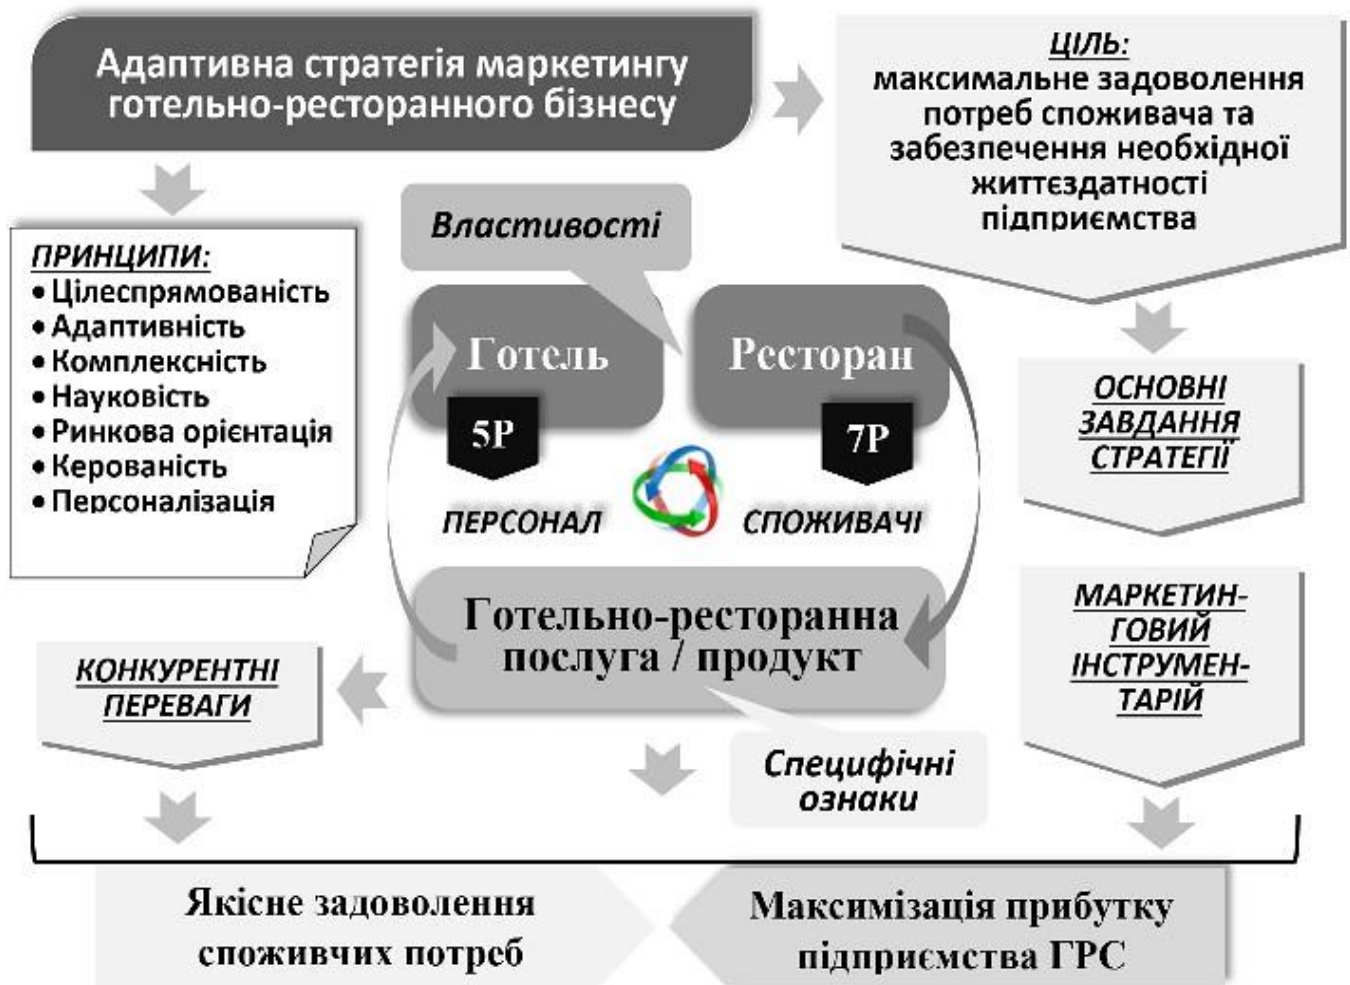 Адаптивна стратегія маркетингу
готельно-ресторанного бізнесу
ЦІЛЬ:
максимальне задоволення
потреб споживача та
забезпечення необхідної
життєздатності
підприємства
ПРИНЦИПИ:
• Цілеспрямованість
• Адаптивність
• Комплексність
• Науковість
• Ринкова орієнтація
• Керованість
• Персоналізація
Властивості
Готель
Ресторан
5Р
7Р
ПЕРСОНАЛ
СПОЖИВАЧІ
ОСНОВНІ
ЗАВДАННЯ
СТРАТЕГІЇ
Готельно-ресторанна
послуга / продукт
МАРКЕТИН-
ГОВИЙ
ІНСТРУМЕН-
ТАРІЙ
КОНКУРЕНТНІ
ПЕРЕВАГИ
Специфічні
ознаки
Якісне задоволення
споживчих потреб
Максимізація прибутку
підприємства ГРС